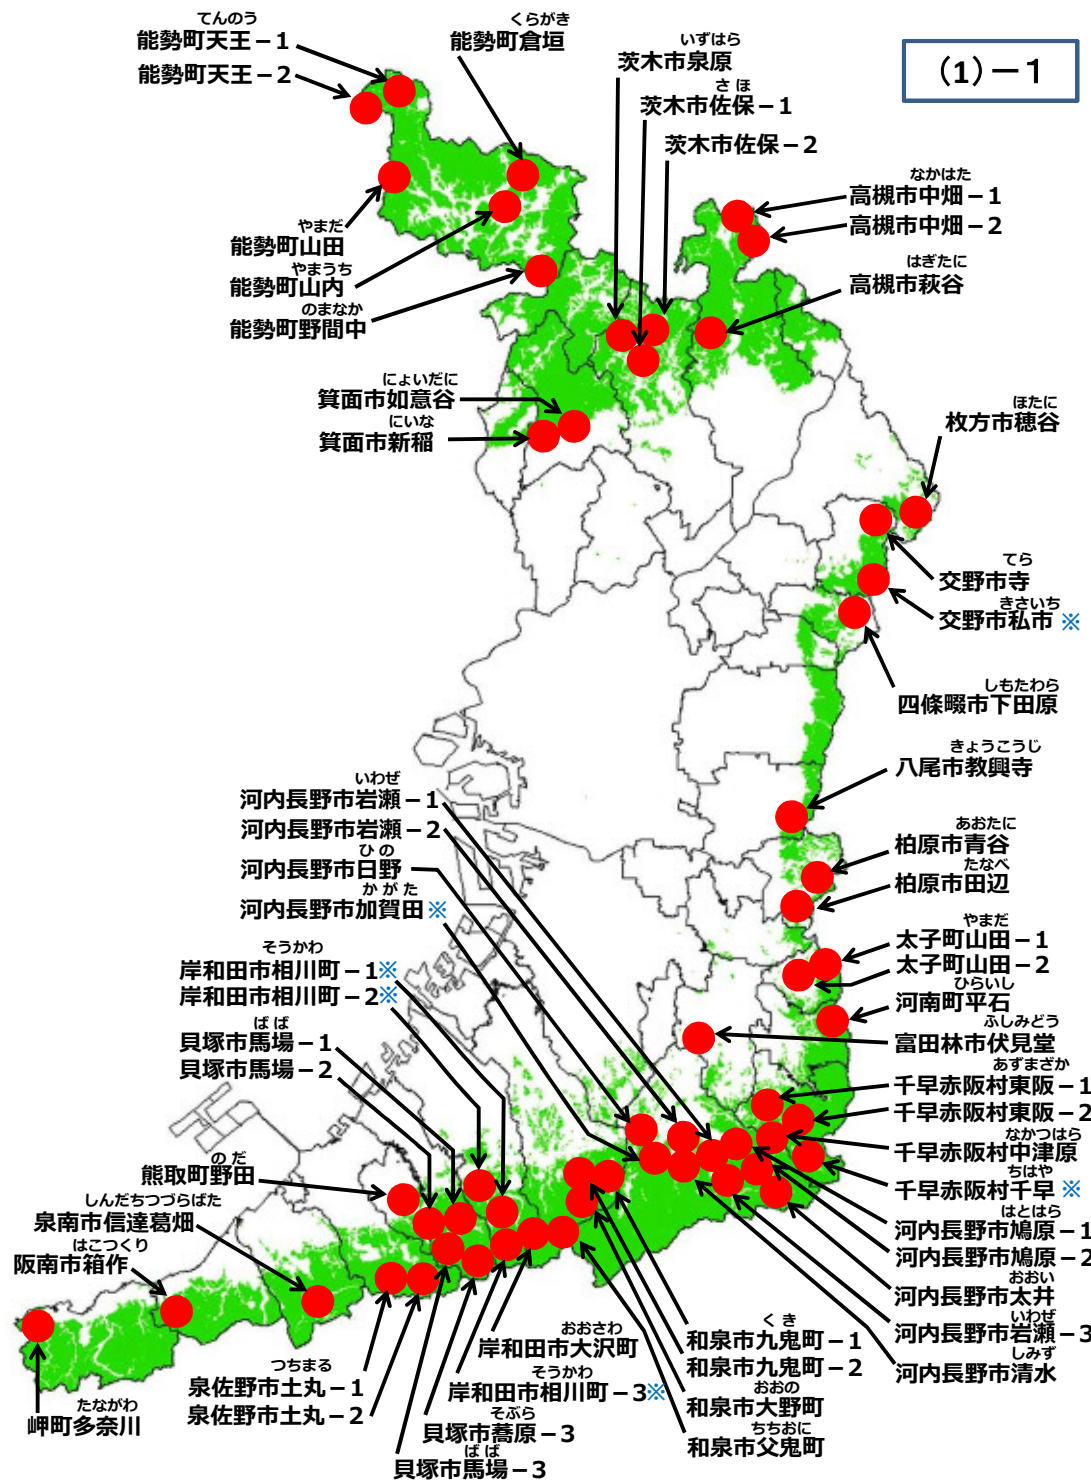 (1)－1
てんのう
能勢町天王－1
能勢町天王－2
くらがき
能勢町倉垣
いずはら
茨木市泉原
さほ
茨木市佐保－1
茨木市佐保－2
なかはた
高槻市中畑－1
高槻市中畑－2
はぎたに
高槻市萩谷
やまだ
能勢町山田
やまうち
能勢町山内
のまなか
能勢町野間中
にょいだに
箕面市如意谷
にいな
箕面市新稲
ほたに
枚方市穂谷
てら
交野市寺
きさいち
交野市私市※
しもたわら
四條畷市下田原
きょうこうじ
八尾市教興寺
あおたに
柏原市青谷
たなべ
柏原市田辺
やまだ
太子町山田－1
太子町山田－2
ひらいし
河南町平石
ふしみどう
富田林市伏見堂
あずまざか
千早赤阪村東阪－1
千早赤阪村東阪－2
なかつはら
千早赤阪村中津原
ちはや
千早赤阪村千早※
はとはら
河内長野市鳩原－1
河内長野市鳩原－2
おおい
河内長野市太井
いわぜ
河内長野市岩瀬－3
しみず
河内長野市清水
いわぜ
河内長野市岩瀬－1
河内長野市岩瀬－2
ひの
河内長野市日野
かがた
河内長野市加賀田※
そうかわ
岸和田市相川町－1※
岸和田市相川町－2※
ばば
貝塚市馬場－1
貝塚市馬場－2
のだ
熊取町野田
しんだちつづらばた
泉南市信達葛畑
はこつくり
阪南市箱作
たながわ
岬町多奈川
つちまる
泉佐野市土丸－1
泉佐野市土丸－2
おおさわ
岸和田市大沢町
そうかわ
岸和田市相川町－3※
そぶら
貝塚市蕎原－3
ばば
貝塚市馬場－3
くき
和泉市九鬼町－1
和泉市九鬼町－2
おおの
和泉市大野町
ちちおに
和泉市父鬼町